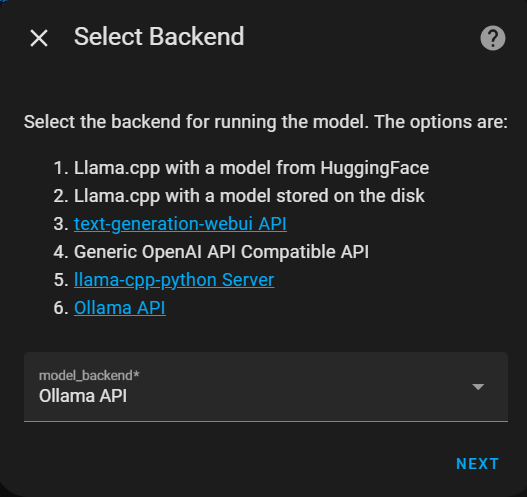 Select Backend
Select the backend for running the model. The options are:
1. Llama.cpp with a model from HuggingFace
2. Llama.cpp with a model stored on the disk
3. text-generation-webui API
4. Generic OpenAI API Compatible API
5. llama-cpp-python Server
6. Ollama API
model_backend*
Ollama API
NEXT